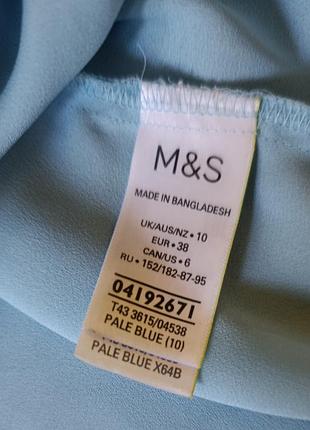 M&S
MADE IN BANGLADESH
UK/AUS/NZ • 10
EUR • 38
CAN/US • 6
RU • 152/182-87-95
04192671
T43 3615/04538
PALE BLUE (10)
PALE BLUE X64B